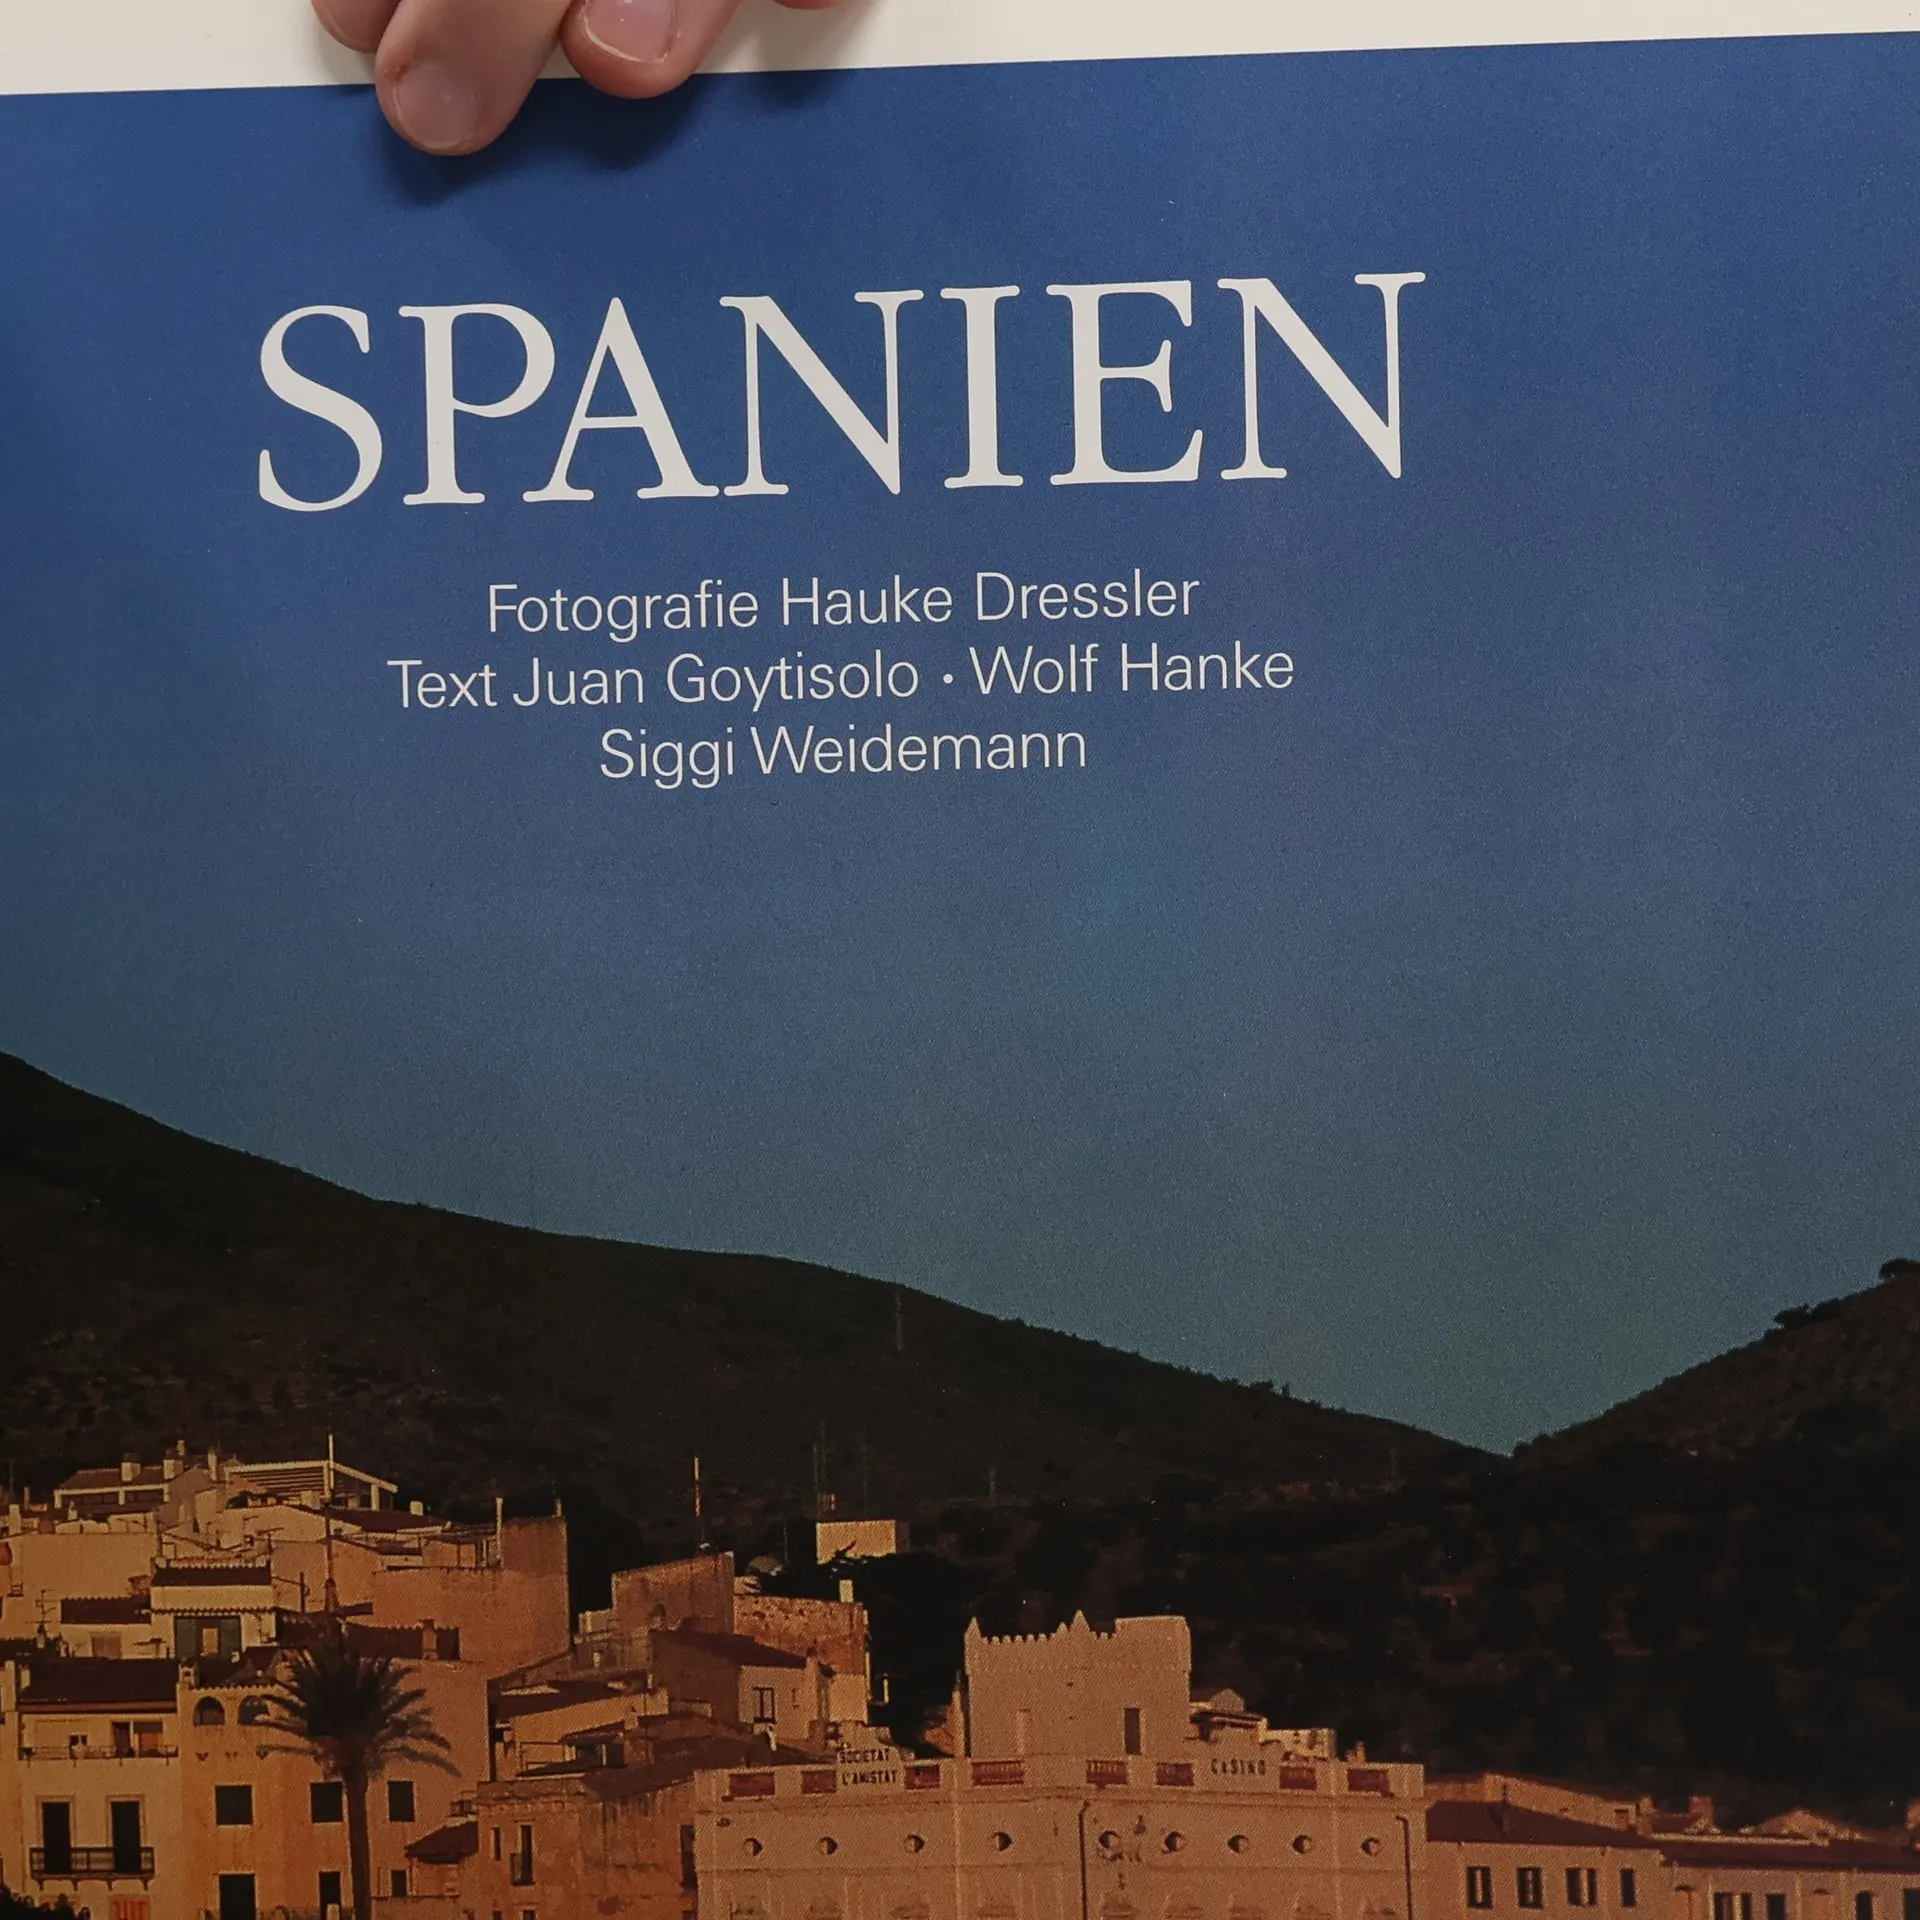 SPANIEN
Fotografie Hauke Dressler
Text Juan Goytisolo · Wolf Hanke
Siggi Weidemann
SOCIETAT
L'AMISTAT
CASINO